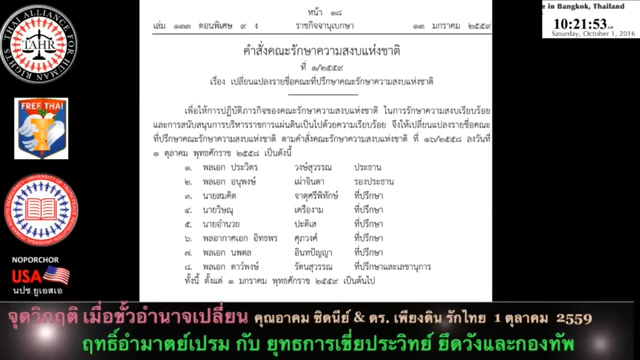 หน้า ๑๘
เล่ม ๑๓๓ ตอนพิเศษ ๙ ง ราชกิจจานุเบกษา ๑๓ มกราคม ๒๕๕๙
คำสั่งคณะรักษาความสงบแห่งชาติ
ที่ ๑/๒๕๕๙
เรื่อง เปลี่ยนแปลงรายชื่อคณะที่ปรึกษาคณะรักษาความสงบแห่งชาติ
เพื่อให้การปฏิบัติภารกิจของคณะรักษาความสงบแห่งชาติ ในการรักษาความสงบเรียบร้อย
และการสนับสนุนการบริหารราชการแผ่นดินเป็นไปด้วยความเรียบร้อย จึงให้เปลี่ยนแปลงรายชื่อคณะ
ที่ปรึกษาคณะรักษาความสงบแห่งชาติ ตามคำสั่งคณะรักษาความสงบแห่งชาติ ที่ ๑๖/๒๕๕๘ ลงวันที่
๑ ตุลาคม พุทธศักราช ๒๕๕๘ เป็นดังนี้
๑. พลเอก ประวิตร วงษ์สุวรรณ ประธาน
๒. พลเอก อนุพงษ์ เผ่าจินดา รองประธาน
๓. นายสมคิด จาตุศรีพิทักษ์ ที่ปรึกษา
๔. นายวิษณุ เครืองาม ที่ปรึกษา
๕. นายอำนวย ปะติเส ที่ปรึกษา
๖. พลอากาศเอก อิทธพร ศุภวงศ์ ที่ปรึกษา
๗. พลเอก นพดล อินทปัญญา ที่ปรึกษา
๘. พลเอก ดาว์พงษ์ รัตนสุวรรณ ที่ปรึกษาและเลขานุการ
ทั้งนี้ ตั้งแต่ ๑ มกราคม พุทธศักราช ๒๕๕๙ เป็นต้นไป
e in Bangkok, Thailand
10:21:53
Saturday, October 1, 2016
THAI ALLIANCE FOR HUMAN RIGHTS
TAHR
FREE THAI
NOPORCHOR
USA
นปช.ยูเอสเอ
จุดวิกฤติ เมื่อขั้วอำนาจเปลี่ยน คุณอาคม ซิดนีย์ & ดร. เพียงดิน รักไทย 1 ตุลาคม 2559
ฤทธิ์อำมาตย์เปรม กับ ยุทธการเขี่ยประวิทย์ ยึดวังและกองทัพ